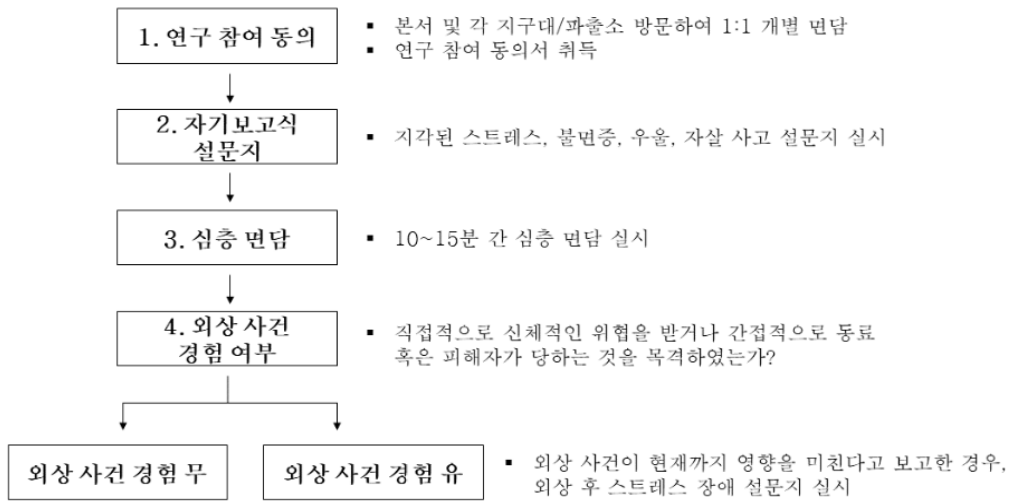 1. 연구 참여 동의
▪ 본서 및 각 지구대/파출소 방문하여 1:1 개별 면담
▪ 연구 참여 동의서 취득
2. 자기보고식
설문지
▪ 지각된 스트레스, 불면증, 우울, 자살 사고 설문지 실시
3. 심층 면담
▪ 10~15분 간 심층 면담 실시
4. 외상 사건
경험 여부
▪ 직접적으로 신체적인 위협을 받거나 간접적으로 동료
혹은 피해자가 당하는 것을 목격하였는가?
외상 사건 경험 무
외상 사건 경험 유
▪ 외상 사건이 현재까지 영향을 미친다고 보고한 경우,
외상 후 스트레스 장애 설문지 실시